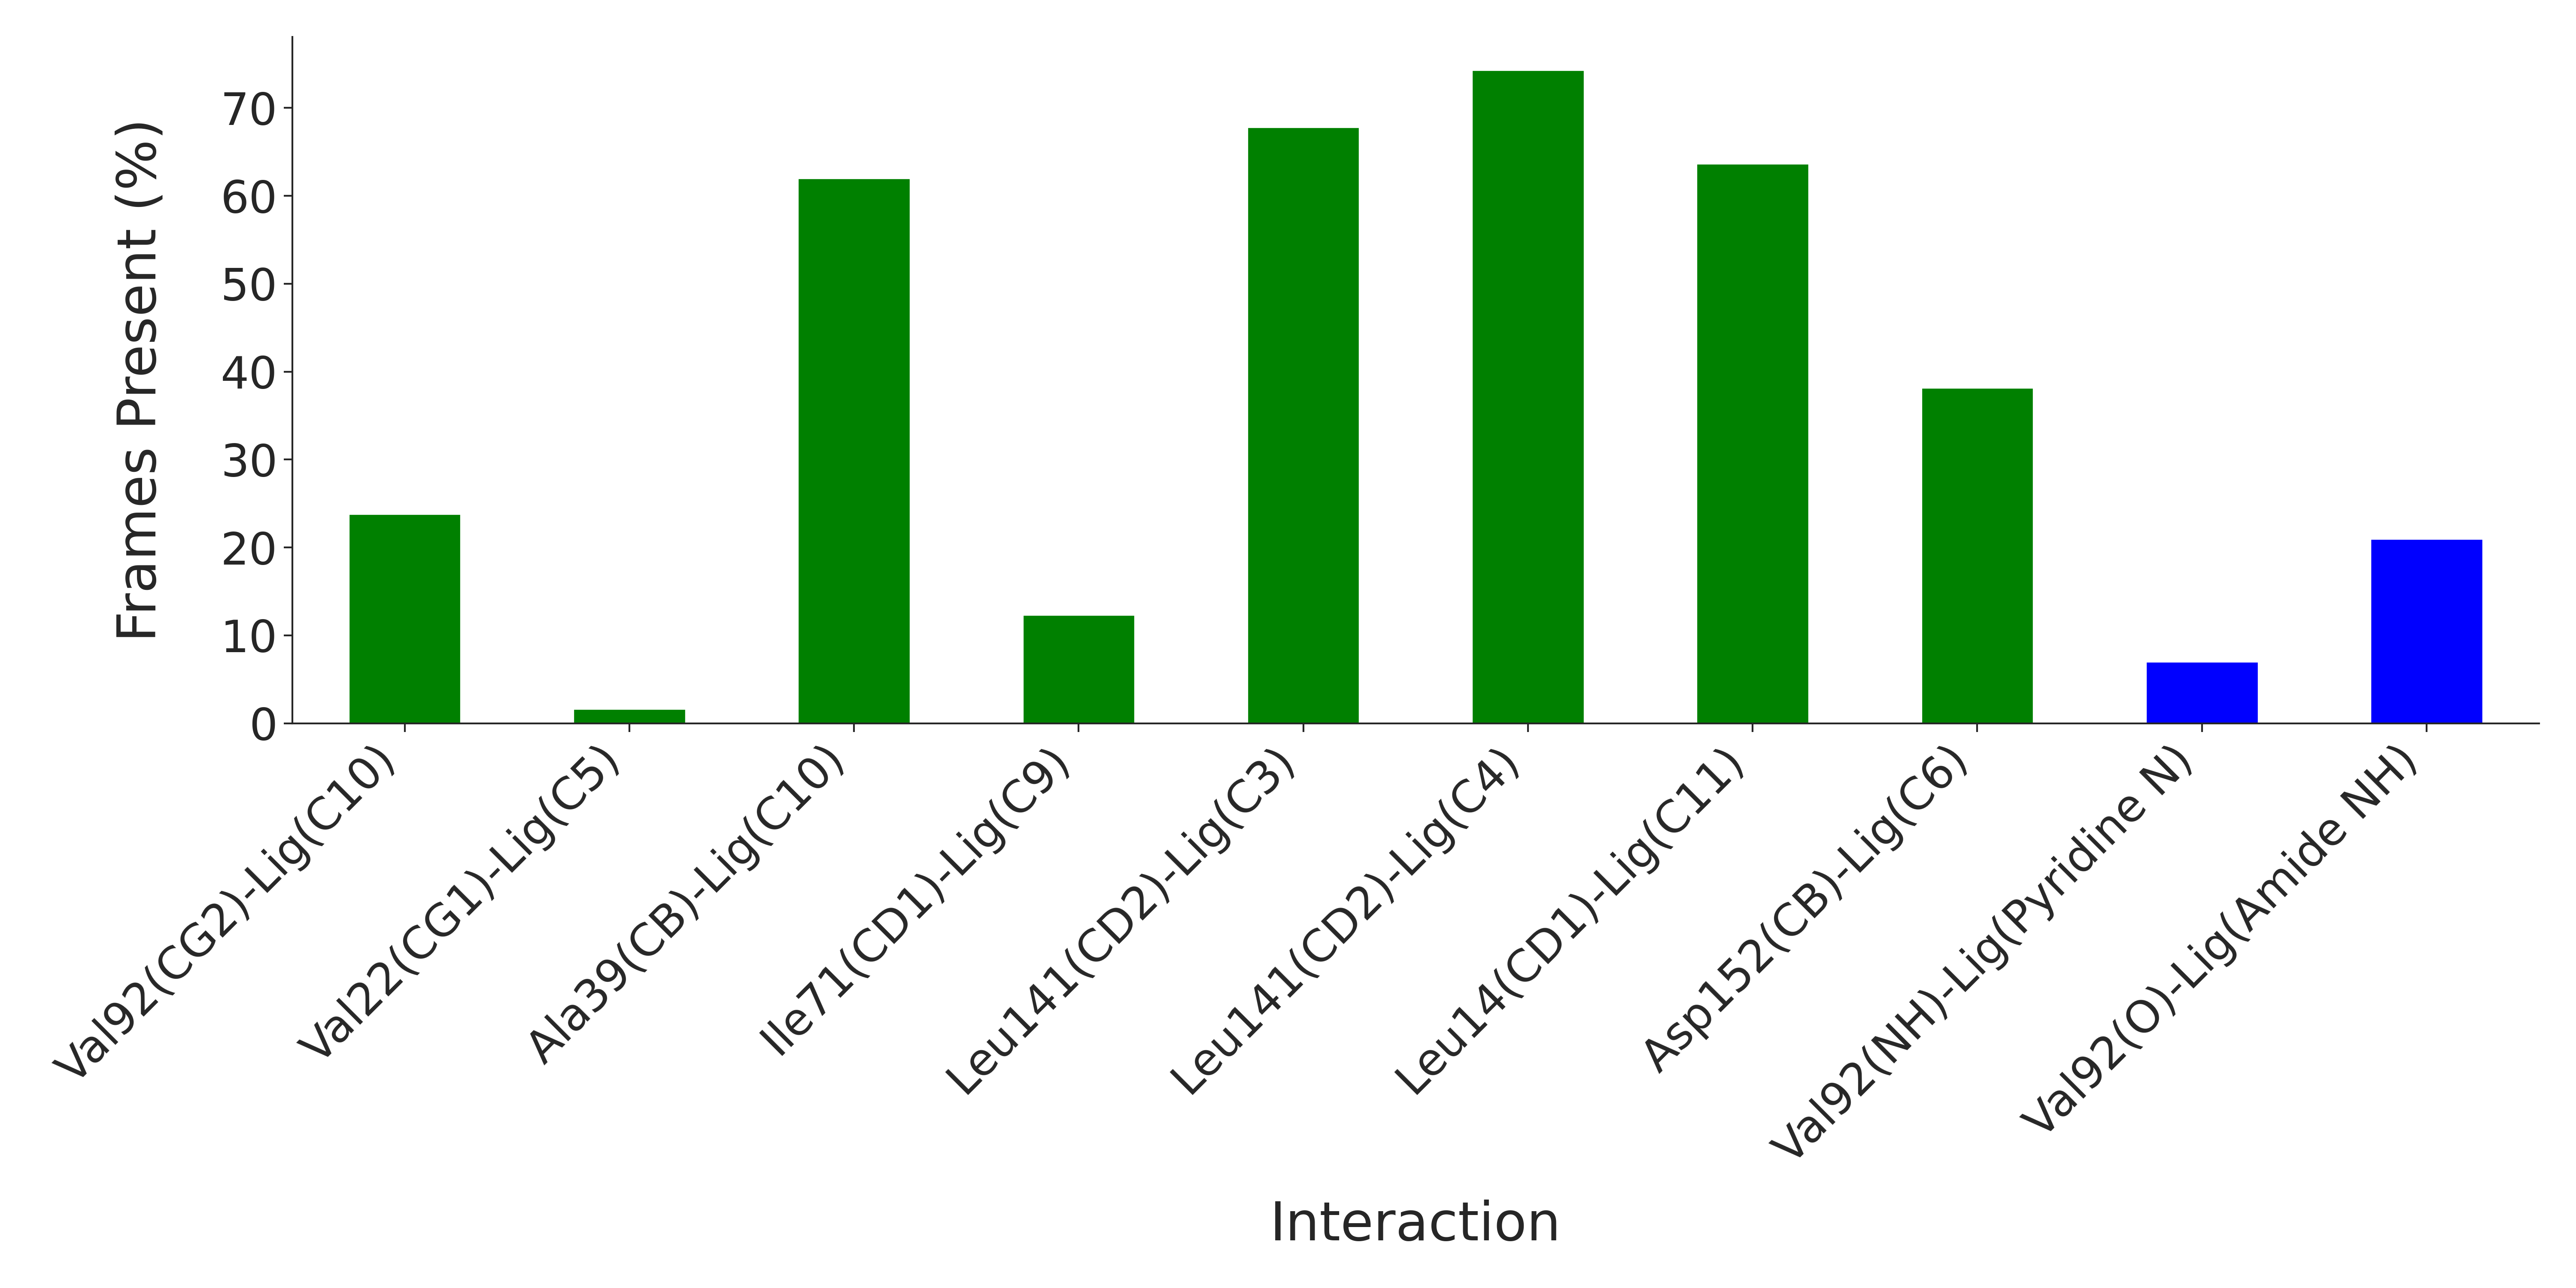 Frames Present (%)
70
60
50
40
30
20
10
0
Val92(CG2)-Lig(C10)
Val22(CG1)-Lig(C5)
Ala39(CB)-Lig(C10)
Ile71(CD1)-Lig(C9)
Leu141(CD2)-Lig(C3)
Leu141(CD2)-Lig(C4)
Leu14(CD1)-Lig(C11)
Asp152(CB)-Lig(C6)
Val92(NH)-Lig(Pyridine N)
Val92(O)-Lig(Amide NH)
Interaction